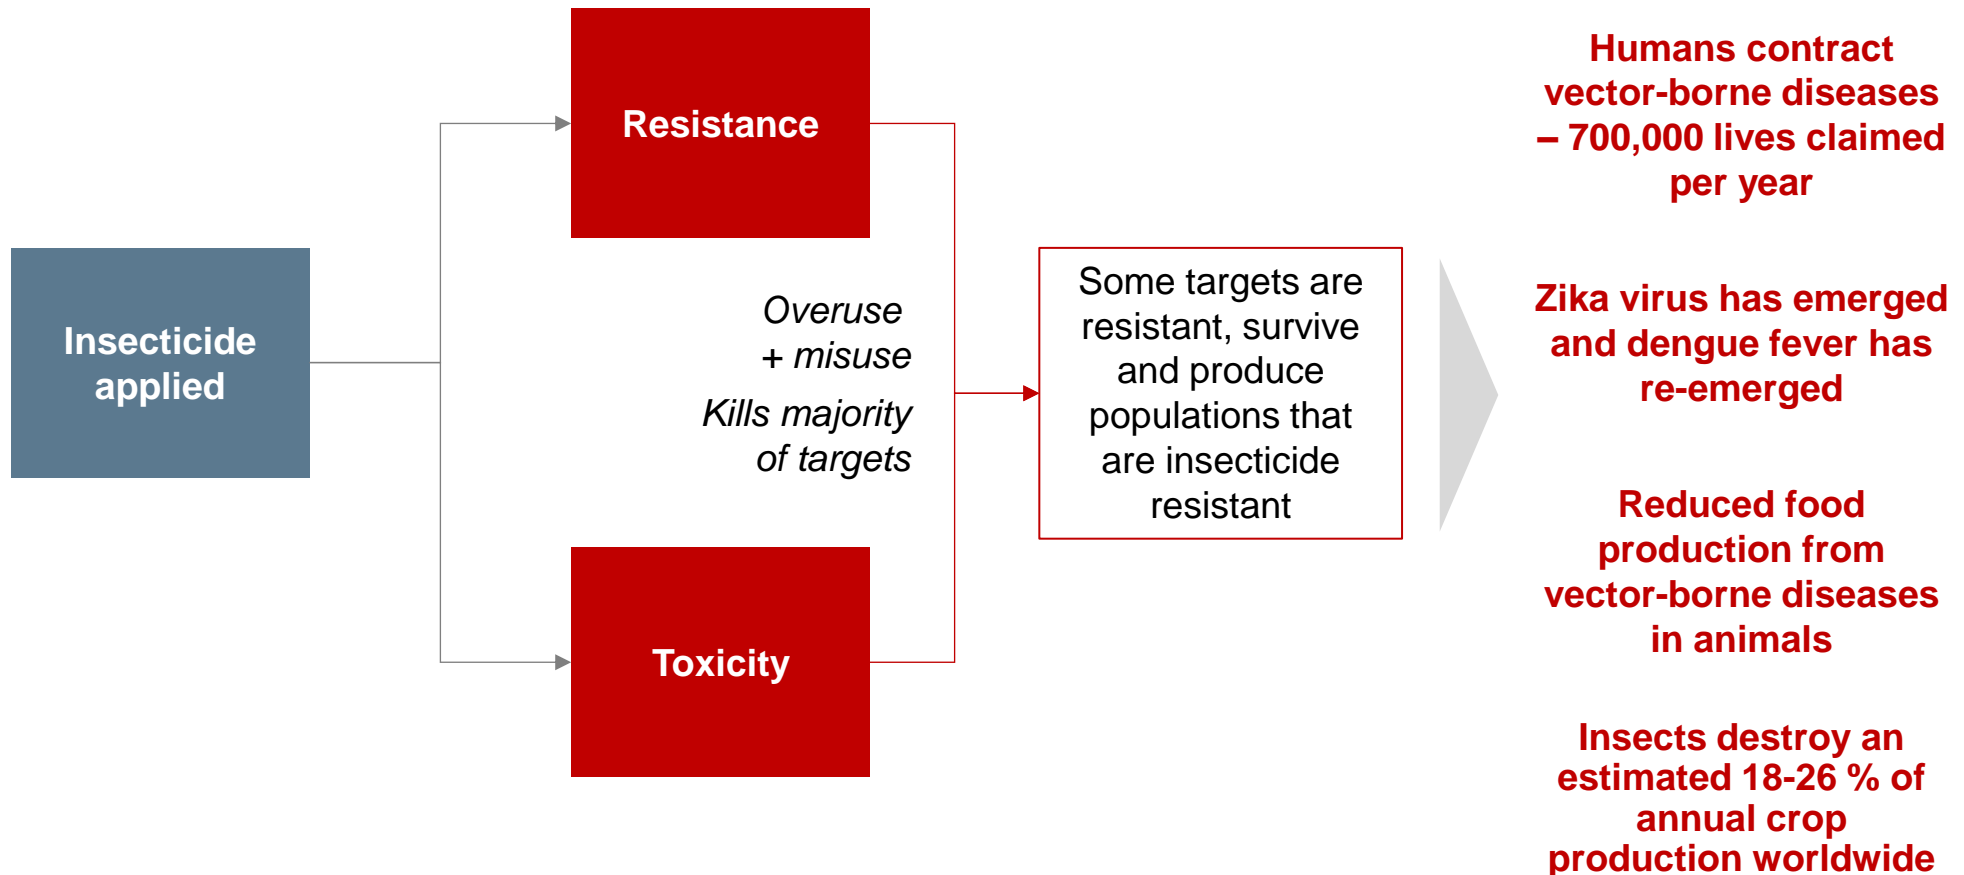 Insecticide
applied
Resistance
Overuse
+ misuse
Kills majority
of targets
Toxicity
Some targets are
resistant, survive
and produce
populations that
are insecticide
resistant
Humans contract
vector-borne diseases
– 700,000 lives claimed
per year
Zika virus has emerged
and dengue fever has
re-emerged
Reduced food
production from
vector-borne diseases
in animals
Insects destroy an
estimated 18-26 % of
annual crop
production worldwide